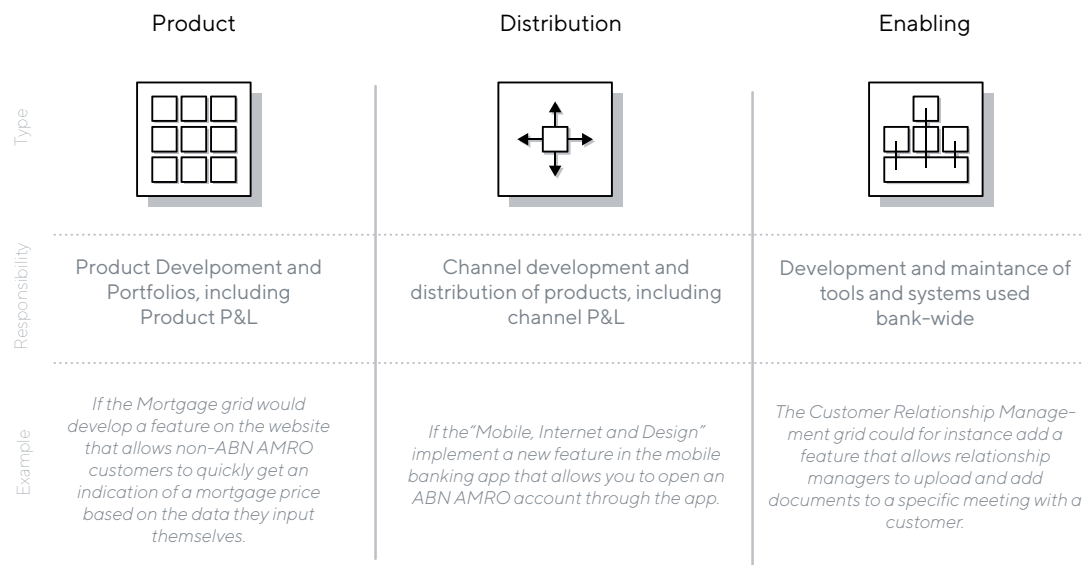 Product
Distribution
Enabling
Type
Responsibility
Product Develpoment and
Portfolios, including
Product P&L
Channel development and
distribution of products, including
channel P&L
Development and maintance of
tools and systems used
bank-wide
Example
If the Mortgage grid would
develop a feature on the website
that allows non-ABN AMRO
customers to quickly get an
indication of a mortgage price
based on the data they input
themselves.
If the“Mobile, Internet and Design”
implement a new feature in the mobile
banking app that allows you to open an
ABN AMRO account through the app.
The Customer Relationship Manage-
ment grid could for instance add a
feature that allows relationship
managers to upload and add
documents to a specific meeting with a
customer.